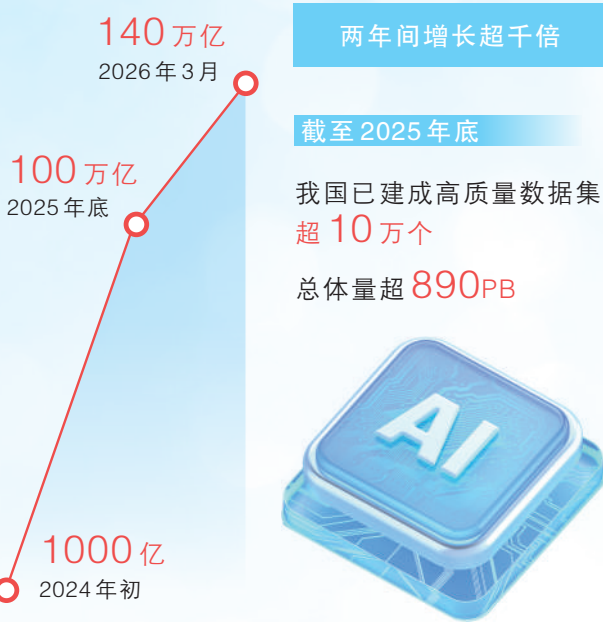 140万亿
2026年3月
100万亿
2025年底
1000亿
2024年初
两年间增长超千倍
截至2025年底
我国已建成高质量数据集
超10万个
总体量超890PB
AI